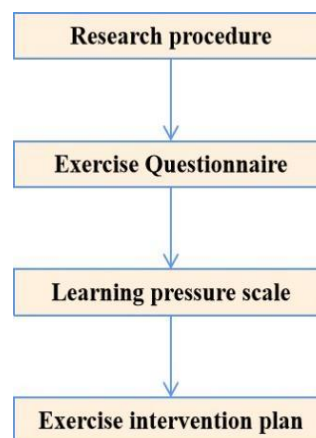 Research procedure
Exercise Questionnaire
Learning pressure scale
Exercise intervention plan